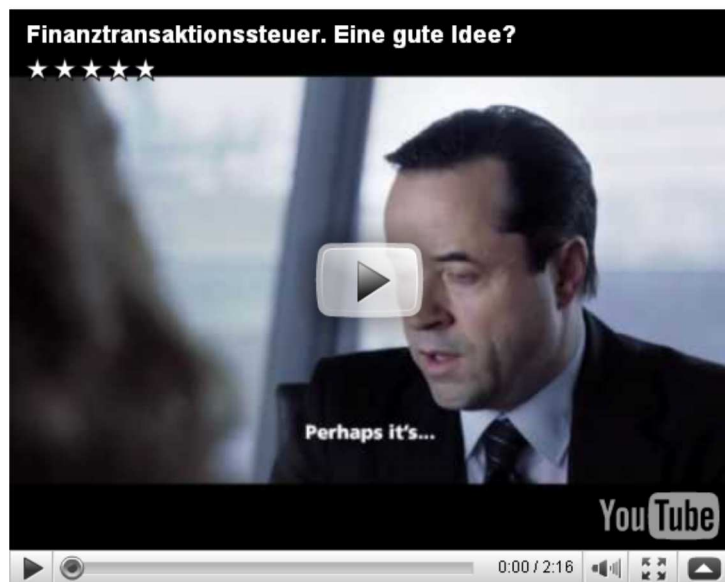 Finanztransaktionssteuer. Eine gute Idee?
Perhaps it's...
YouTube
0:00 / 2:16